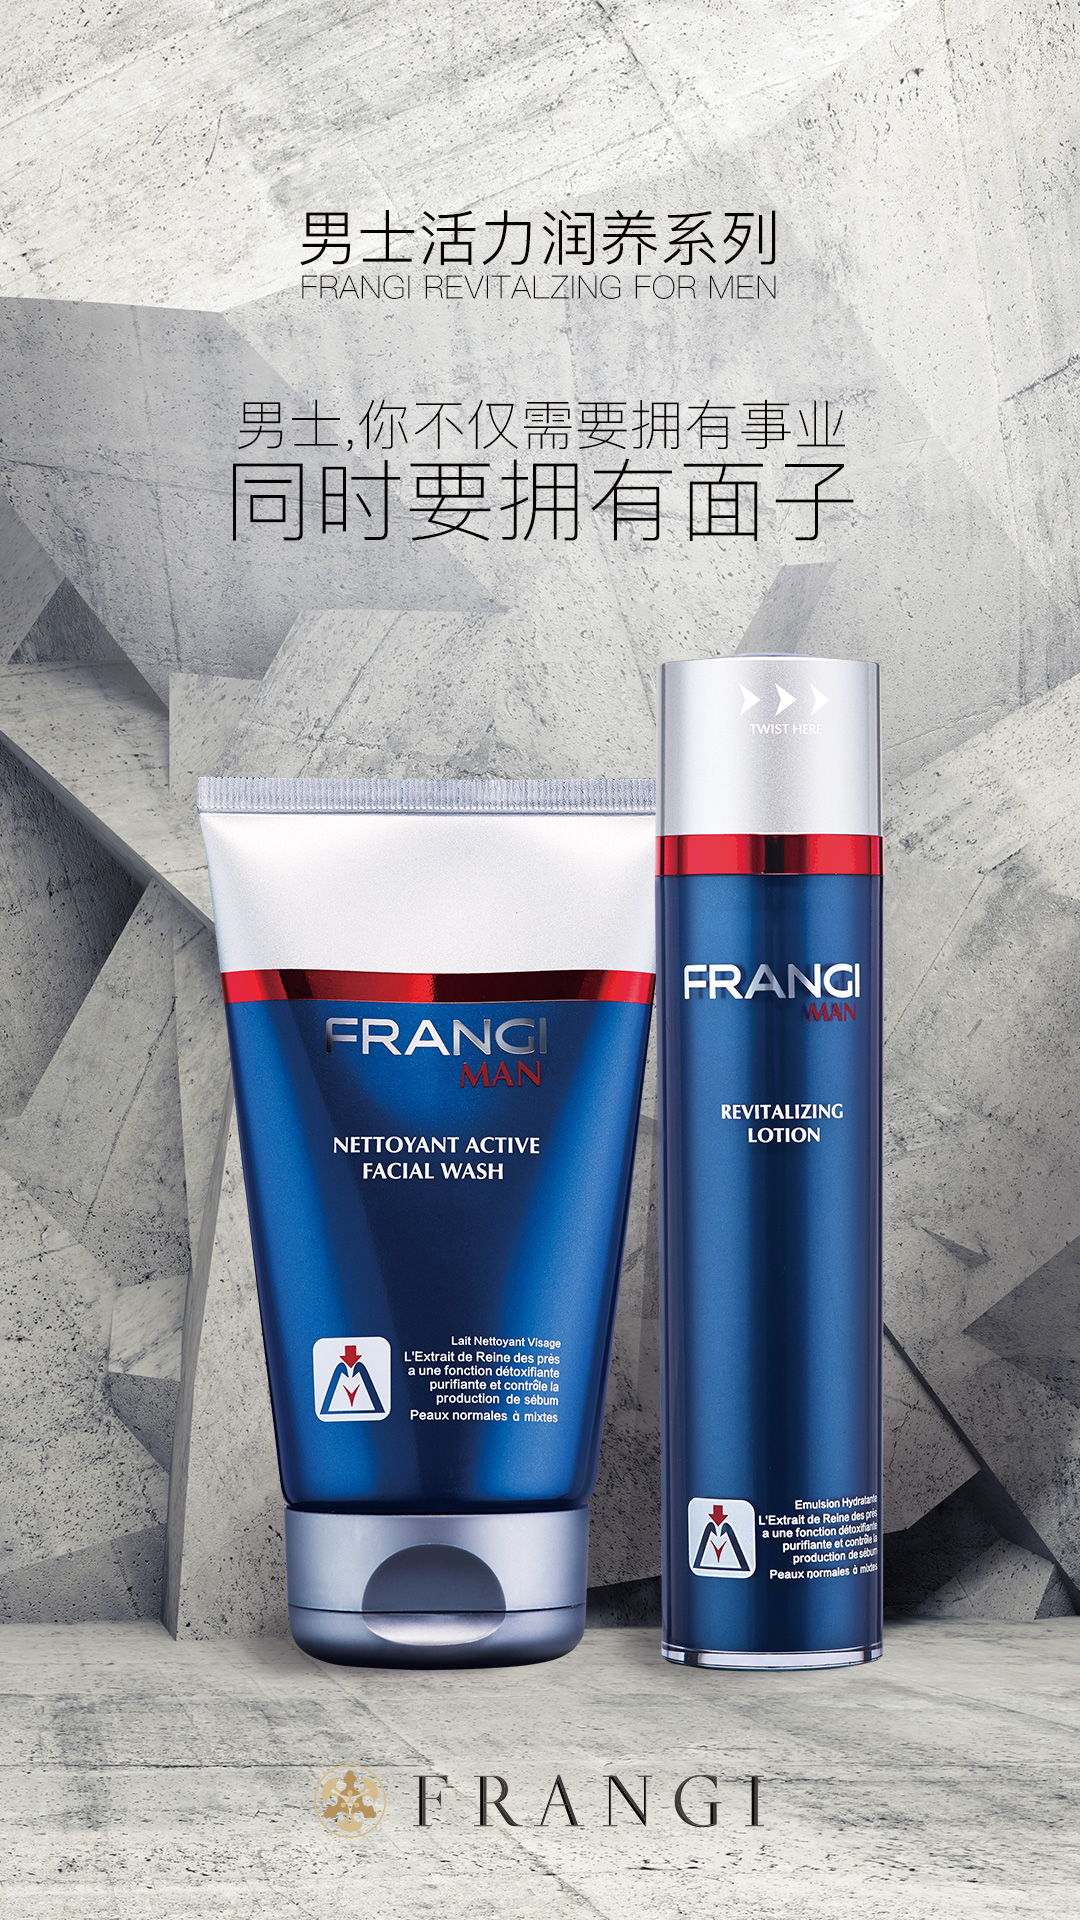 男士活力润养系列
FRANGI REVITALZING FOR MEN
男士,你不仅需要拥有事业
同时要拥有面子
TWIST HERE
FRANGI
MAN
REVITALIZING
LOTION
Emulsion Hydratante
L'Extrait de Reine des prés
a une fonction détoxifiante
purifiante et contrôle la
production de sébum
Peaux normales à mixtes
FRANGI
MAN
NETTOYANT ACTIVE
FACIAL WASH
Lait Nettoyant Visage
L'Extrait de Reine des près
a une fonction détoxifiante
purifiante et contrôle la
production de sébum
Peaux normales à mixtes
FRANGI